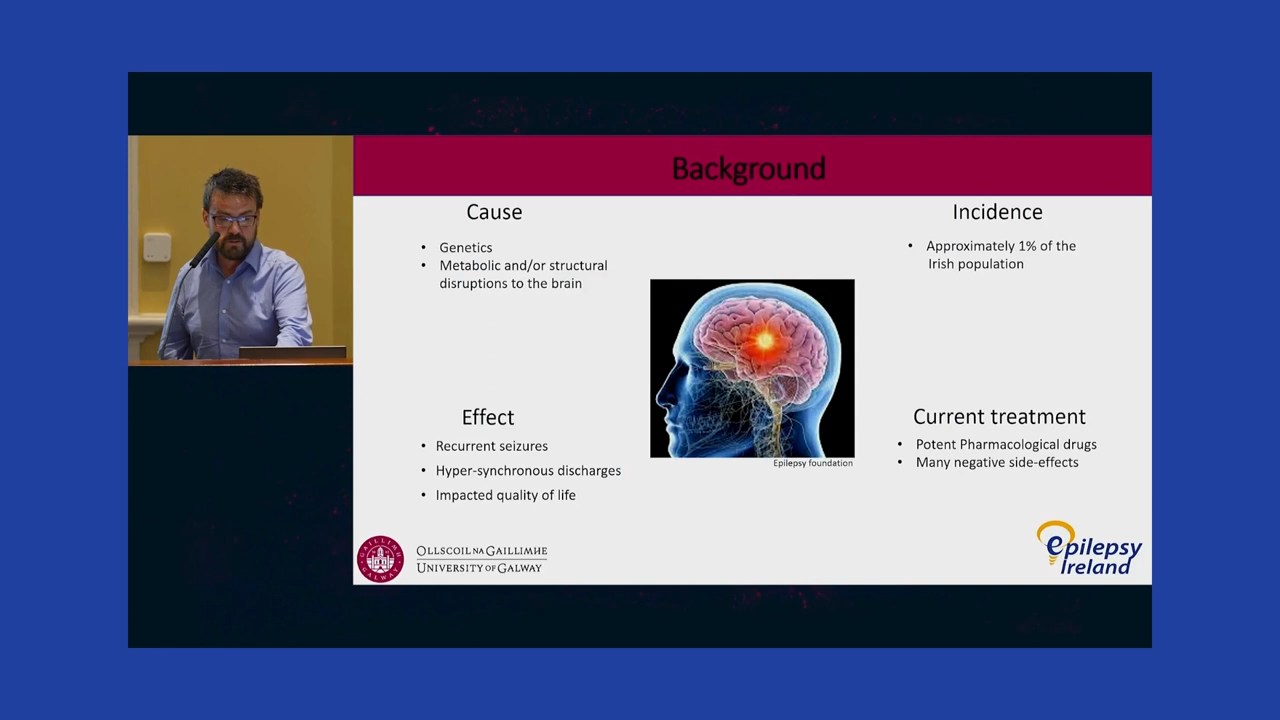 Background
Cause
• Genetics
• Metabolic and/or structural
disruptions to the brain
Incidence
• Approximately 1% of the
Irish population
Effect
• Recurrent seizures
• Hyper-synchronous discharges
• Impacted quality of life
Epilepsy foundation
Current treatment
• Potent Pharmacological drugs
• Many negative side-effects
GAILLIMH
GALWAY
OLLSCOIL NA GAILLIMHE
UNIVERSITY OF GALWAY
epilepsy
Ireland